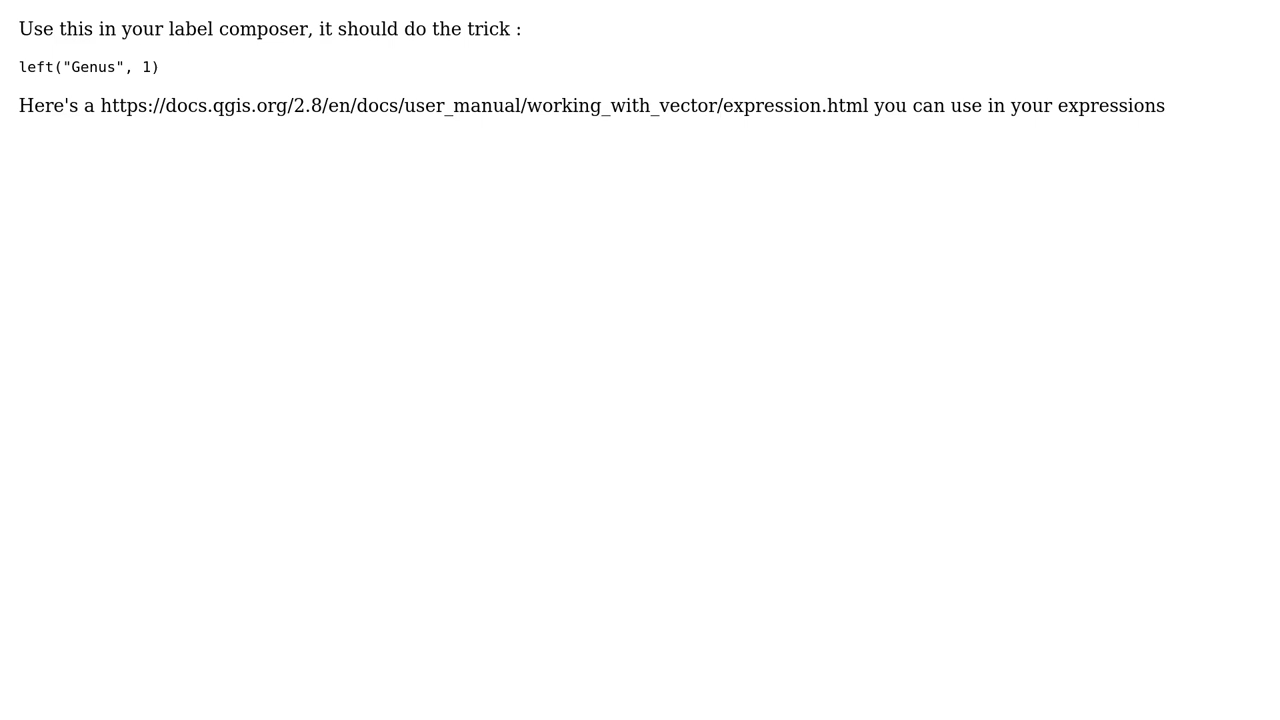 Use this in your label composer, it should do the trick :
left("Genus", 1)
Here's a https://docs.qgis.org/2.8/en/docs/user_manual/working_with_vector/expression.html you can use in your expressions